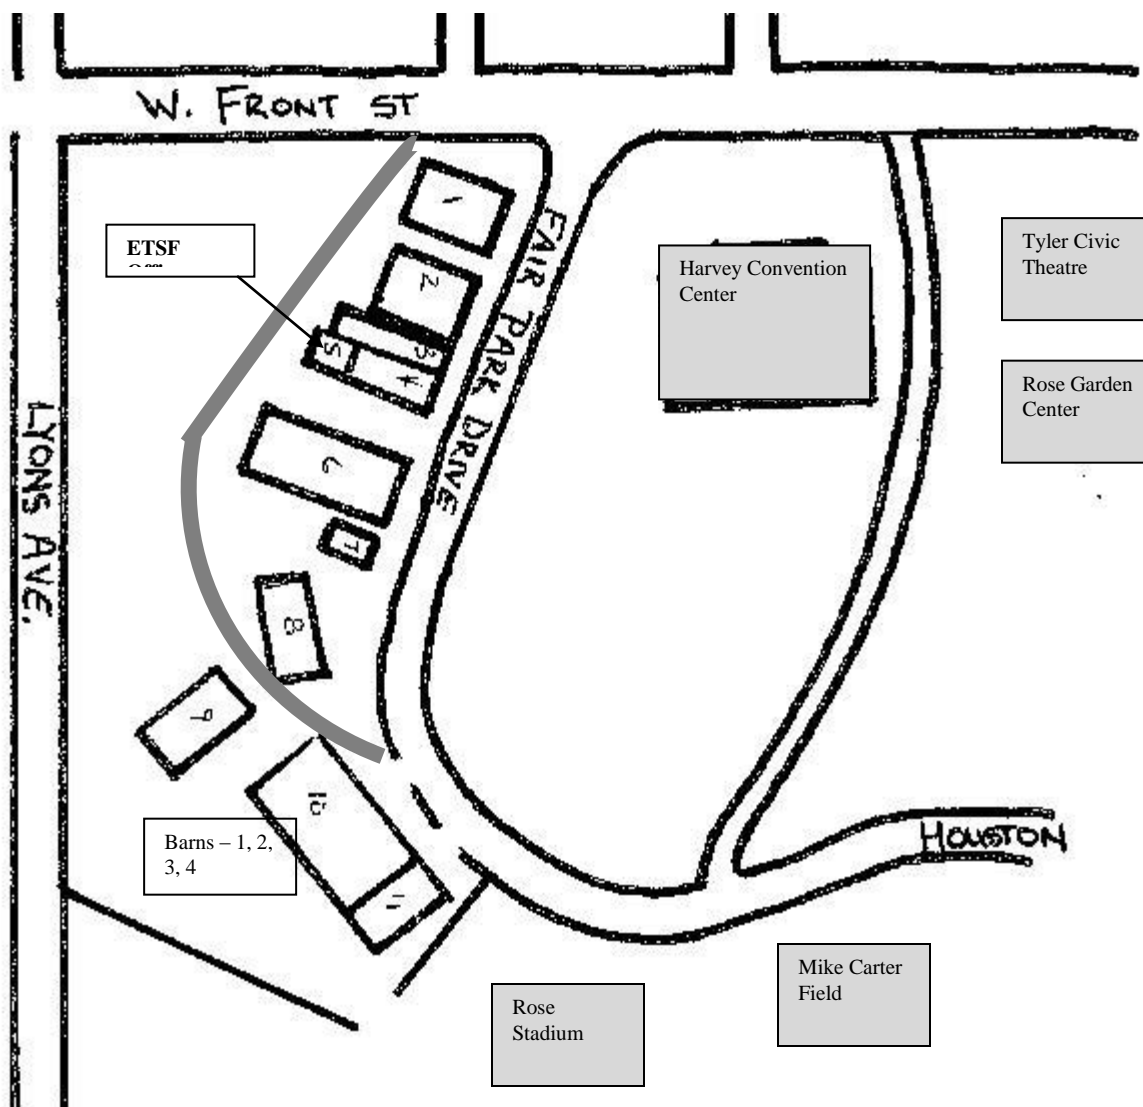 W. FRONT ST
1
ETSF
FAIR PARK DRIVE
Tyler Civic
Theatre
Harvey Convention
Center
2
3
5
4
Rose Garden
Center
LYONS AVE.
6
7
8
9
10
Barns – 1, 2,
3, 4
HOUSTON
11
Mike Carter
Field
Rose
Stadium